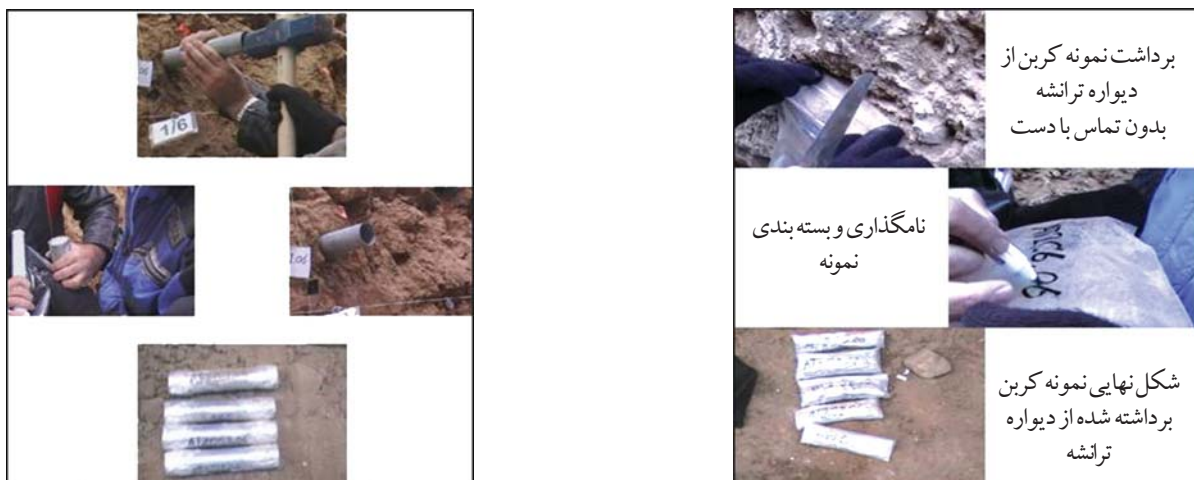 1/6
برداشت نمونه کربن از
دیواره ترانشه
بدون تماس با دست
نامگذاری و بسته بندی
نمونه
شکل نهایی نمونه کربن
برداشته شده از دیواره
ترانشه